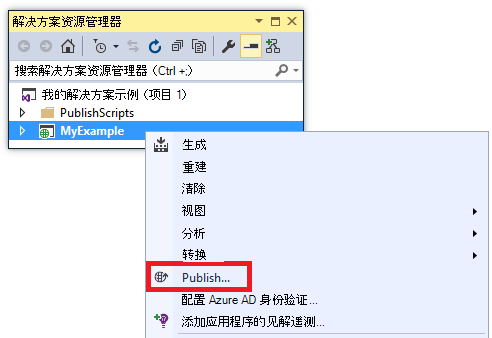 解决方案资源管理器
搜索解决方案资源管理器（Ctrl +;）
我的解决方案示例 (项目 1)
PublishScripts
MyExample
生成
重建
清除
视图
分析
转换
Publish...
配置 Azure AD 身份验证...
添加应用程序的见解遥测...